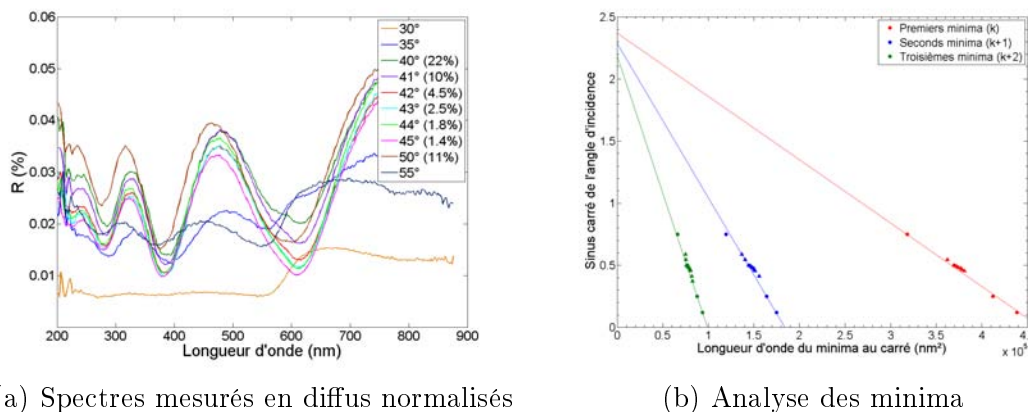 0.06
0.05
0.04
0.03
0.02
0.01
R (%)
200 300 400 500 600 700 800 900
Longueur d'onde (nm)
30°
35°
40° (22%)
41° (10%)
42° (4.5%)
43° (2.5%)
44° (1.8%)
45° (1.4%)
50° (11%)
55°
2.5
2
1.5
1
0.5
0
Sinus carré de l'angle d'incidence
0 0.5 1 1.5 2 2.5 3 3.5 4
x 10
Longueur d'onde du minima au carré (nm²)
Premiers minima (k)
Seconds minima (k+1)
Troisièmes minima (k+2)
a) Spectres mesurés en diffus normalisés
(b) Analyse des minima